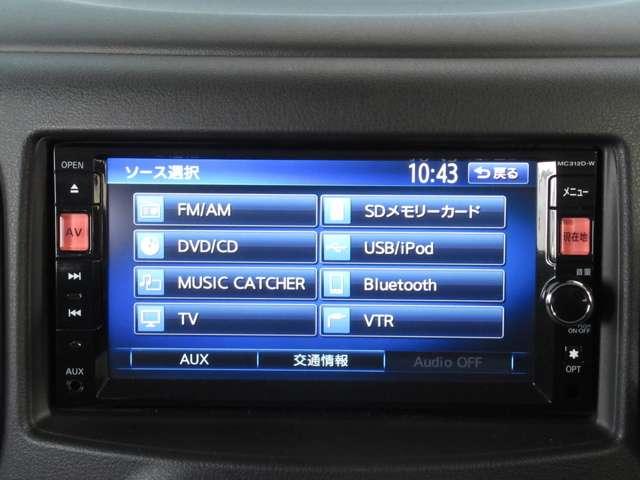 OPEN
MC312D-W
ソース選択
10:43
戻る
メニュー
AV
FM/AM
SDメモリーカード
現在地
DVD/CD
USB/iPod
音量
MUSIC CATCHER
Bluetooth
TV
VTR
PUSH
ON·OFF
AUX
交通情報
Audio OFF
AUX
OPT